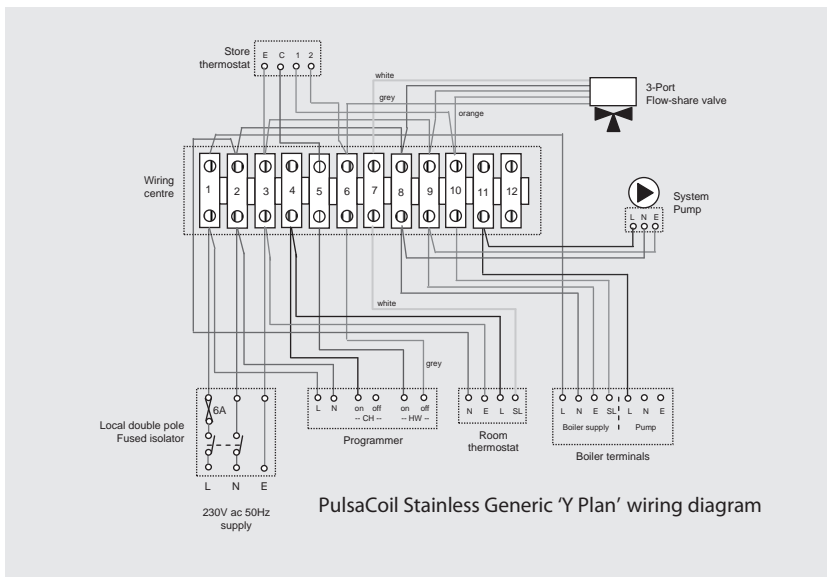 Store
thermostat
E C 1 2
white
grey
orange
3-Port
Flow-share valve
Wiring
centre
1 2 3 4 5 6 7 8 9 10 11 12
System
Pump
L N E
white
grey
6A
Local double pole
Fused isolator
L N E
230V ac 50Hz
supply
L N on off on off
-- CH -- -- HW --
Programmer
N E L SL
Room
thermostat
L N E SL L N E
Boiler supply Pump
Boiler terminals
PulsaCoil Stainless Generic ‘Y Plan’ wiring diagram